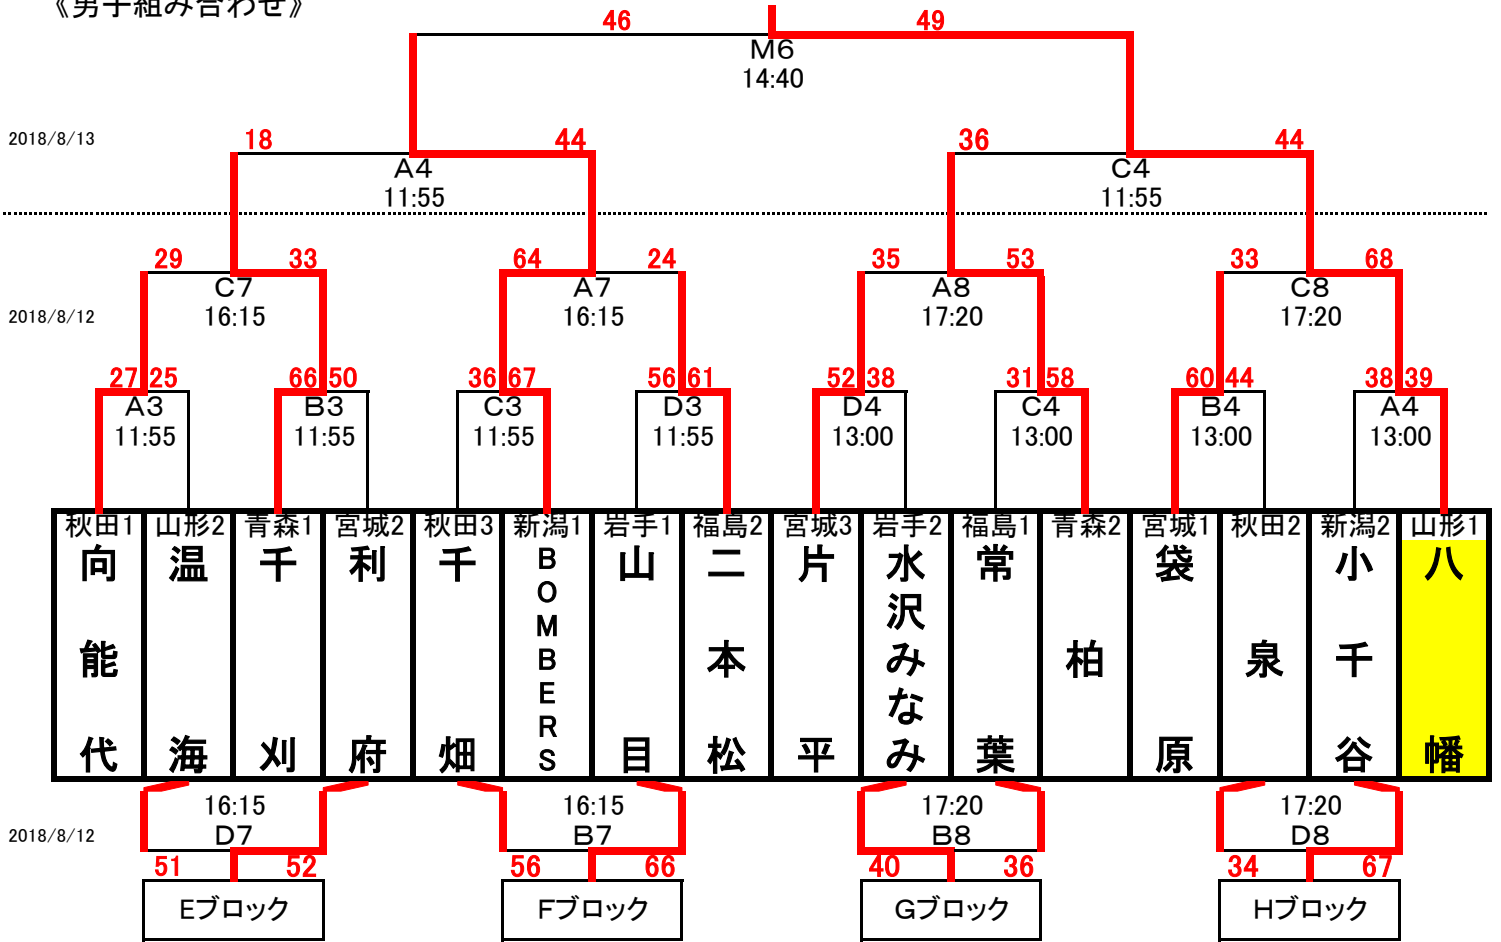 《男子組み合わせ》
46 49
M6
14:40
2018/8/13
18 44 36 44
A4 C4
11:55 11:55
29 33 64 24 35 53 33 68
C7 A7 A8 C8
2018/8/12
16:15 16:15 17:20 17:20
27 25 66 50 36 67 56 61 52 38 31 58 60 44 38 39
A3 B3 C3 D3 D4 C4 B4 A4
11:55 11:55 11:55 11:55 13:00 13:00 13:00 13:00
秋田1 山形2 青森1 宮城2 秋田3 新潟1 岩手1 福島2 宮城3 岩手2 福島1 青森2 宮城1 秋田2 新潟2 山形1
向能代
温海
千刈
利府
千畑
BOMBERS
山目
二本松
片平
水沢みなみ
常葉
柏
袋原
泉
小千谷
八幡
16:15 16:15 17:20 17:20
2018/8/12
D7 B7 B8 D8
51 52 56 66 40 36 34 67
Eブロック Fブロック Gブロック Hブロック